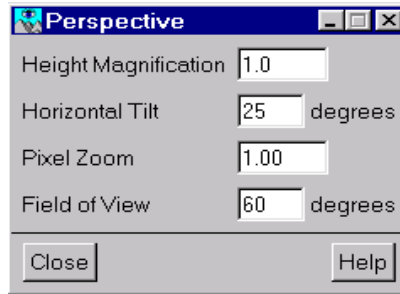 Perspective
Height Magnification 1.0
Horizontal Tilt 25 degrees
Pixel Zoom 1.00
Field of View 60 degrees
Close Help